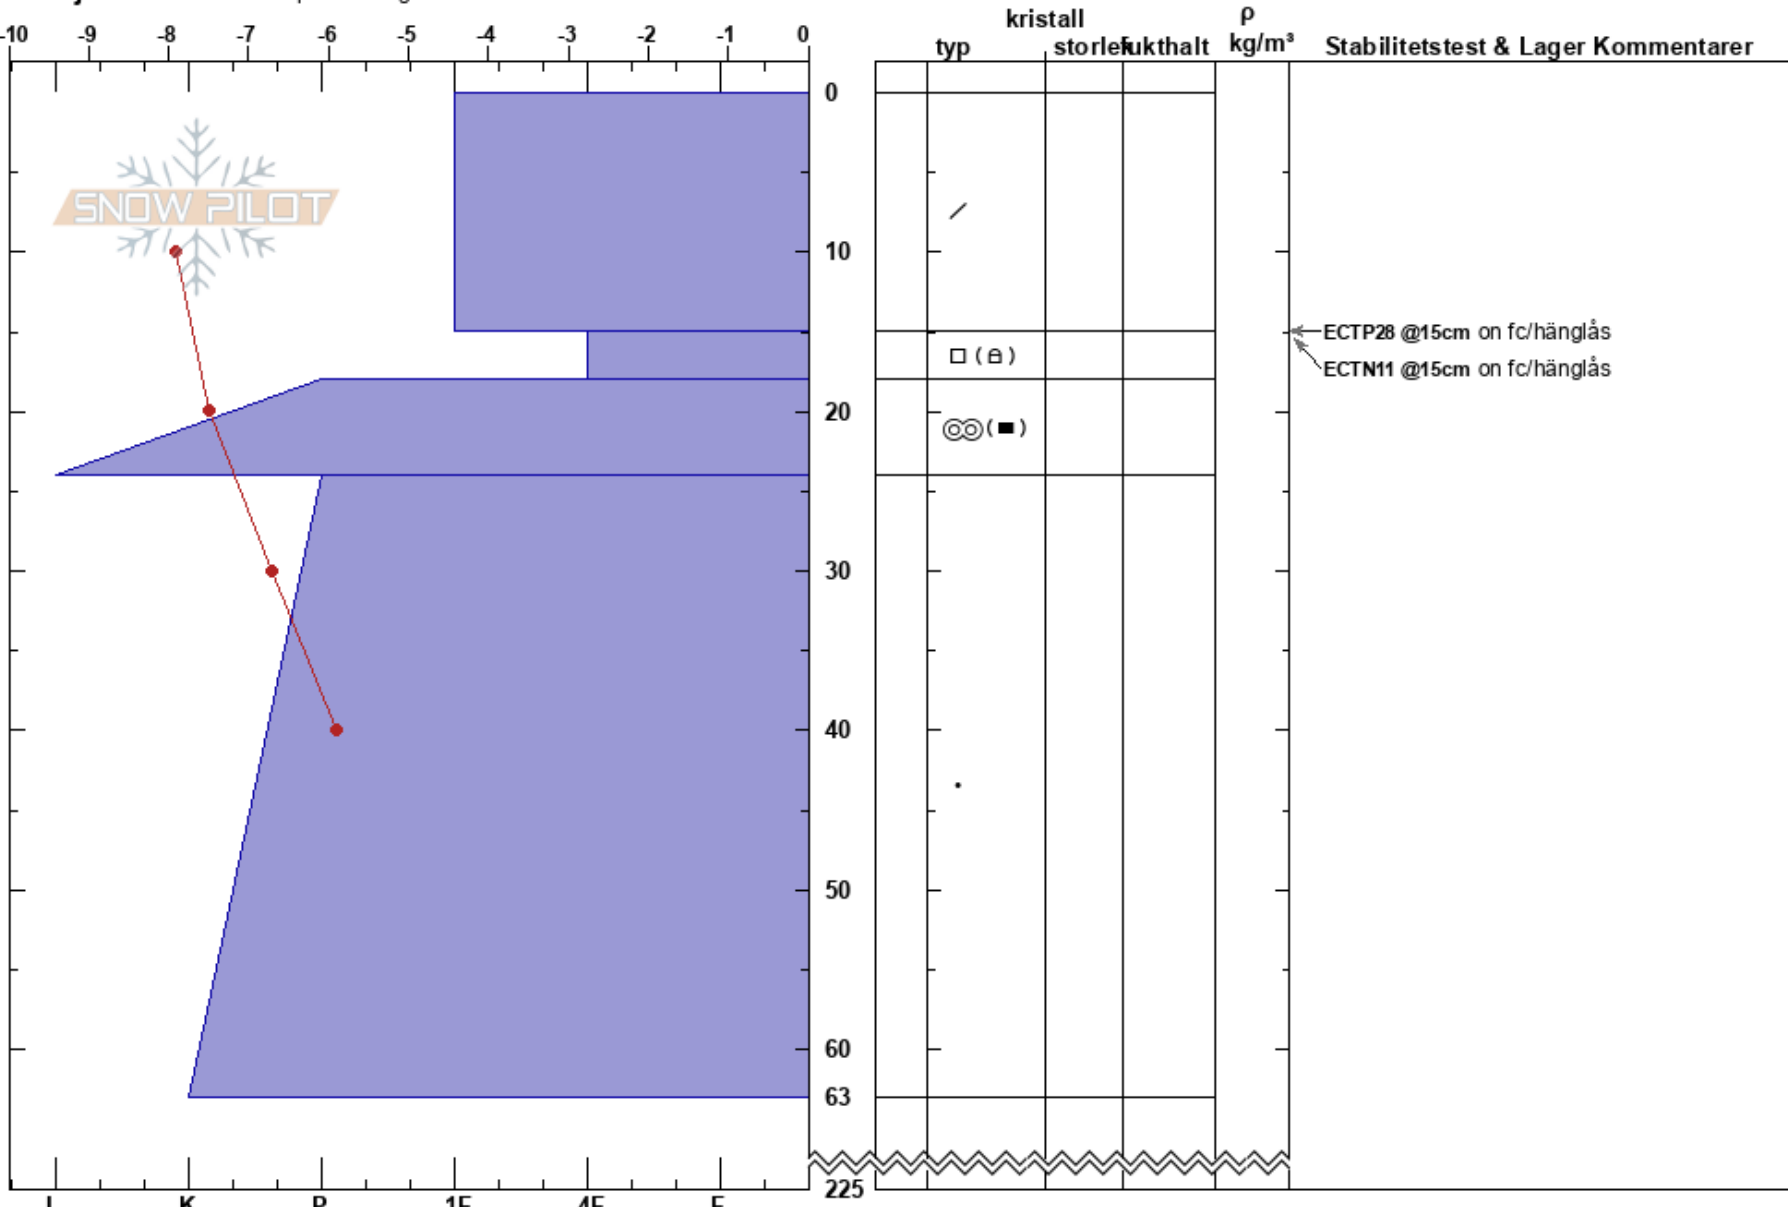 kristall ρ
-10 -9 -8 -7 -6 -5 -4 -3 -2 -1 0 typ kg/m³ Stabilitetstest & Lager Kommentarer
0
SNOW PILOT
10
ECTP28 @15cm on fc/hänglås
ECTN11 @15cm on fc/hänglås
20
30
40
50
60
63
225
K P 1F 4F F